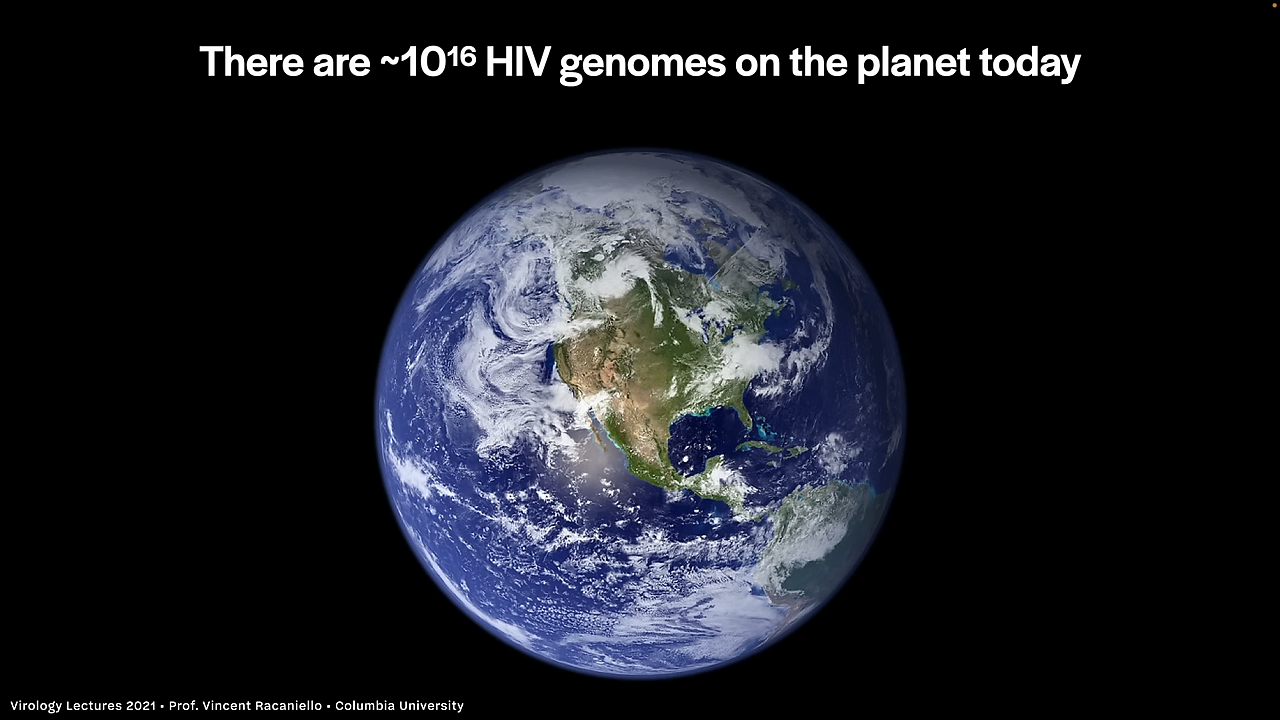 There are ~10¹⁶ HIV genomes on the planet today
Virology Lectures 2021 • Prof. Vincent Racaniello • Columbia University